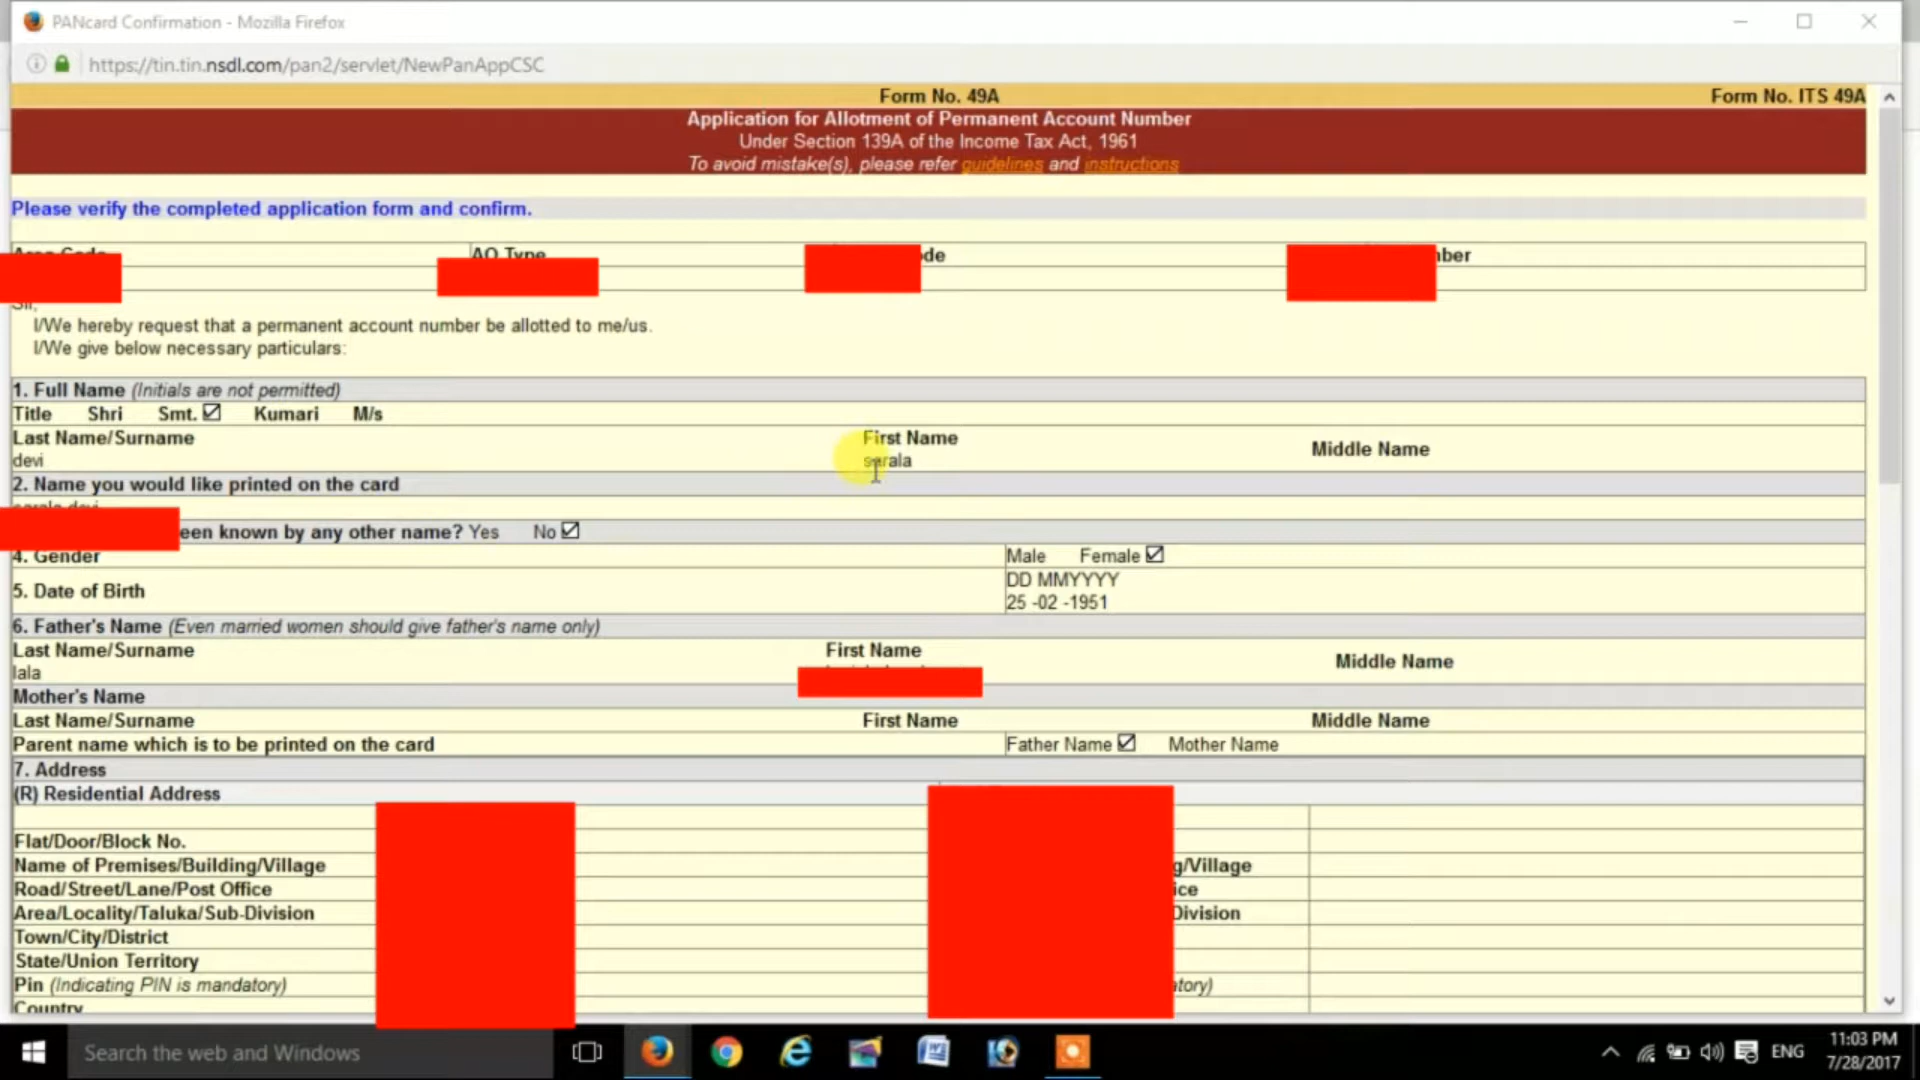 PANcard Confirmation - Mozilla Firefox
https://tin.tin.nsdl.com/pan2/servlet/NewPanAppCSC
Form No. 49A Form No. ITS 49A
Application for Allotment of Permanent Account Number
Under Section 139A of the Income Tax Act, 1961
To avoid mistake(s), please refer guidelines and instructions
Please verify the completed application form and confirm.
Area Code AO Type de ber
Sir,
I/We hereby request that a permanent account number be allotted to me/us.
I/We give below necessary particulars:
1. Full Name (Initials are not permitted)
Title Shri Smt. Kumari M/s
Last Name/Surname First Name Middle Name
devi sarala
2. Name you would like printed on the card
sarala devi
een known by any other name? Yes No
4. Gender Male Female
5. Date of Birth DD MMYYYY
25 -02 -1951
6. Father's Name (Even married women should give father's name only)
Last Name/Surname First Name Middle Name
lala
Mother's Name
Last Name/Surname First Name Middle Name
Parent name which is to be printed on the card Father Name Mother Name
7. Address
(R) Residential Address
Flat/Door/Block No.
Name of Premises/Building/Village g/Village
Road/Street/Lane/Post Office ice
Area/Locality/Taluka/Sub-Division Division
Town/City/District
State/Union Territory
Pin (Indicating PIN is mandatory) atory)
Country
Search the web and Windows ENG 11:03 PM
7/28/2017